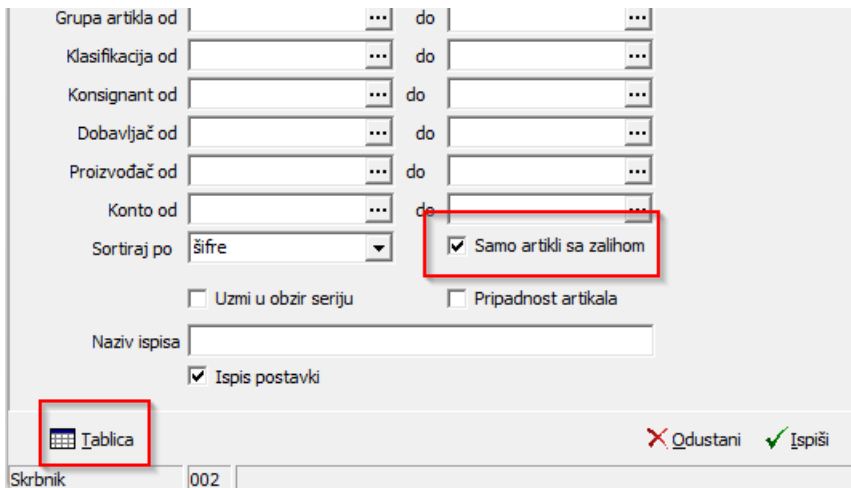 Grupa artikla od ... do ...
Klasifikacija od ... do ...
Konsignant od ... do ...
Dobavljač od ... do ...
Proizvođač od ... do ...
Konto od ... do ...
Sortiraj po šifre Samo artikli sa zalihom
Uzmi u obzir seriju Pripadnost artikala
Naziv ispisa
Ispis postavki
Tablica Odustani Ispiši
Skrbnik 002